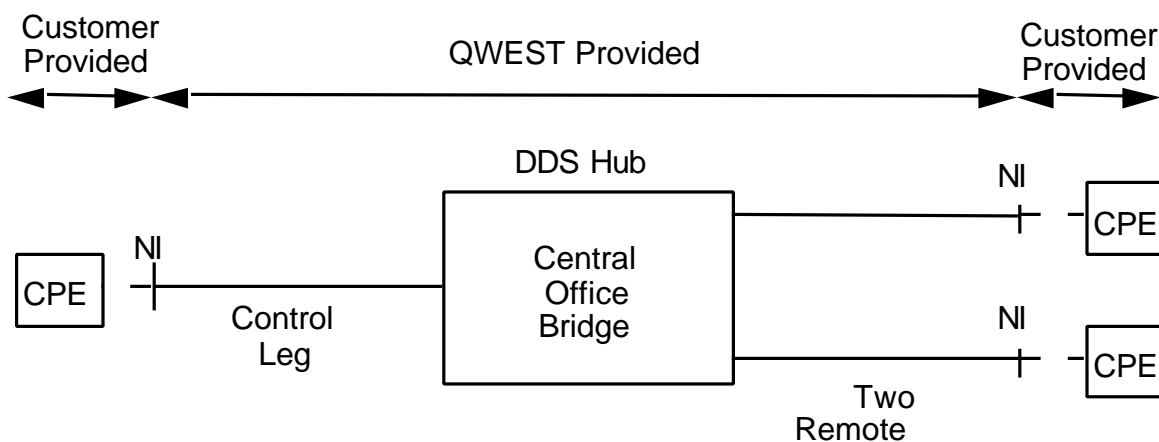 Customer
Provided
QWEST Provided
Customer
Provided
DDS Hub
NI
CPE
NI
CPE
Central
Office
Bridge
Control
Leg
NI
CPE
Two
Remote